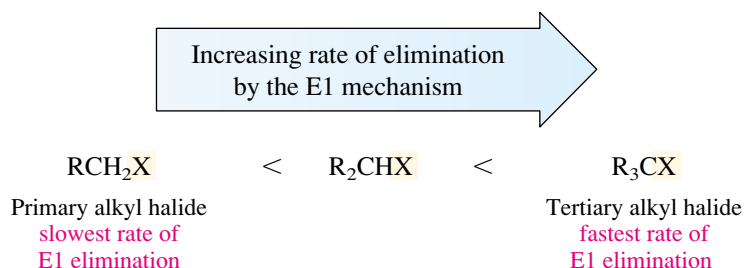 Increasing rate of elimination
by the E1 mechanism
RCH₂X < R₂CHX < R₃CX
Primary alkyl halide Tertiary alkyl halide
slowest rate of fastest rate of
E1 elimination E1 elimination